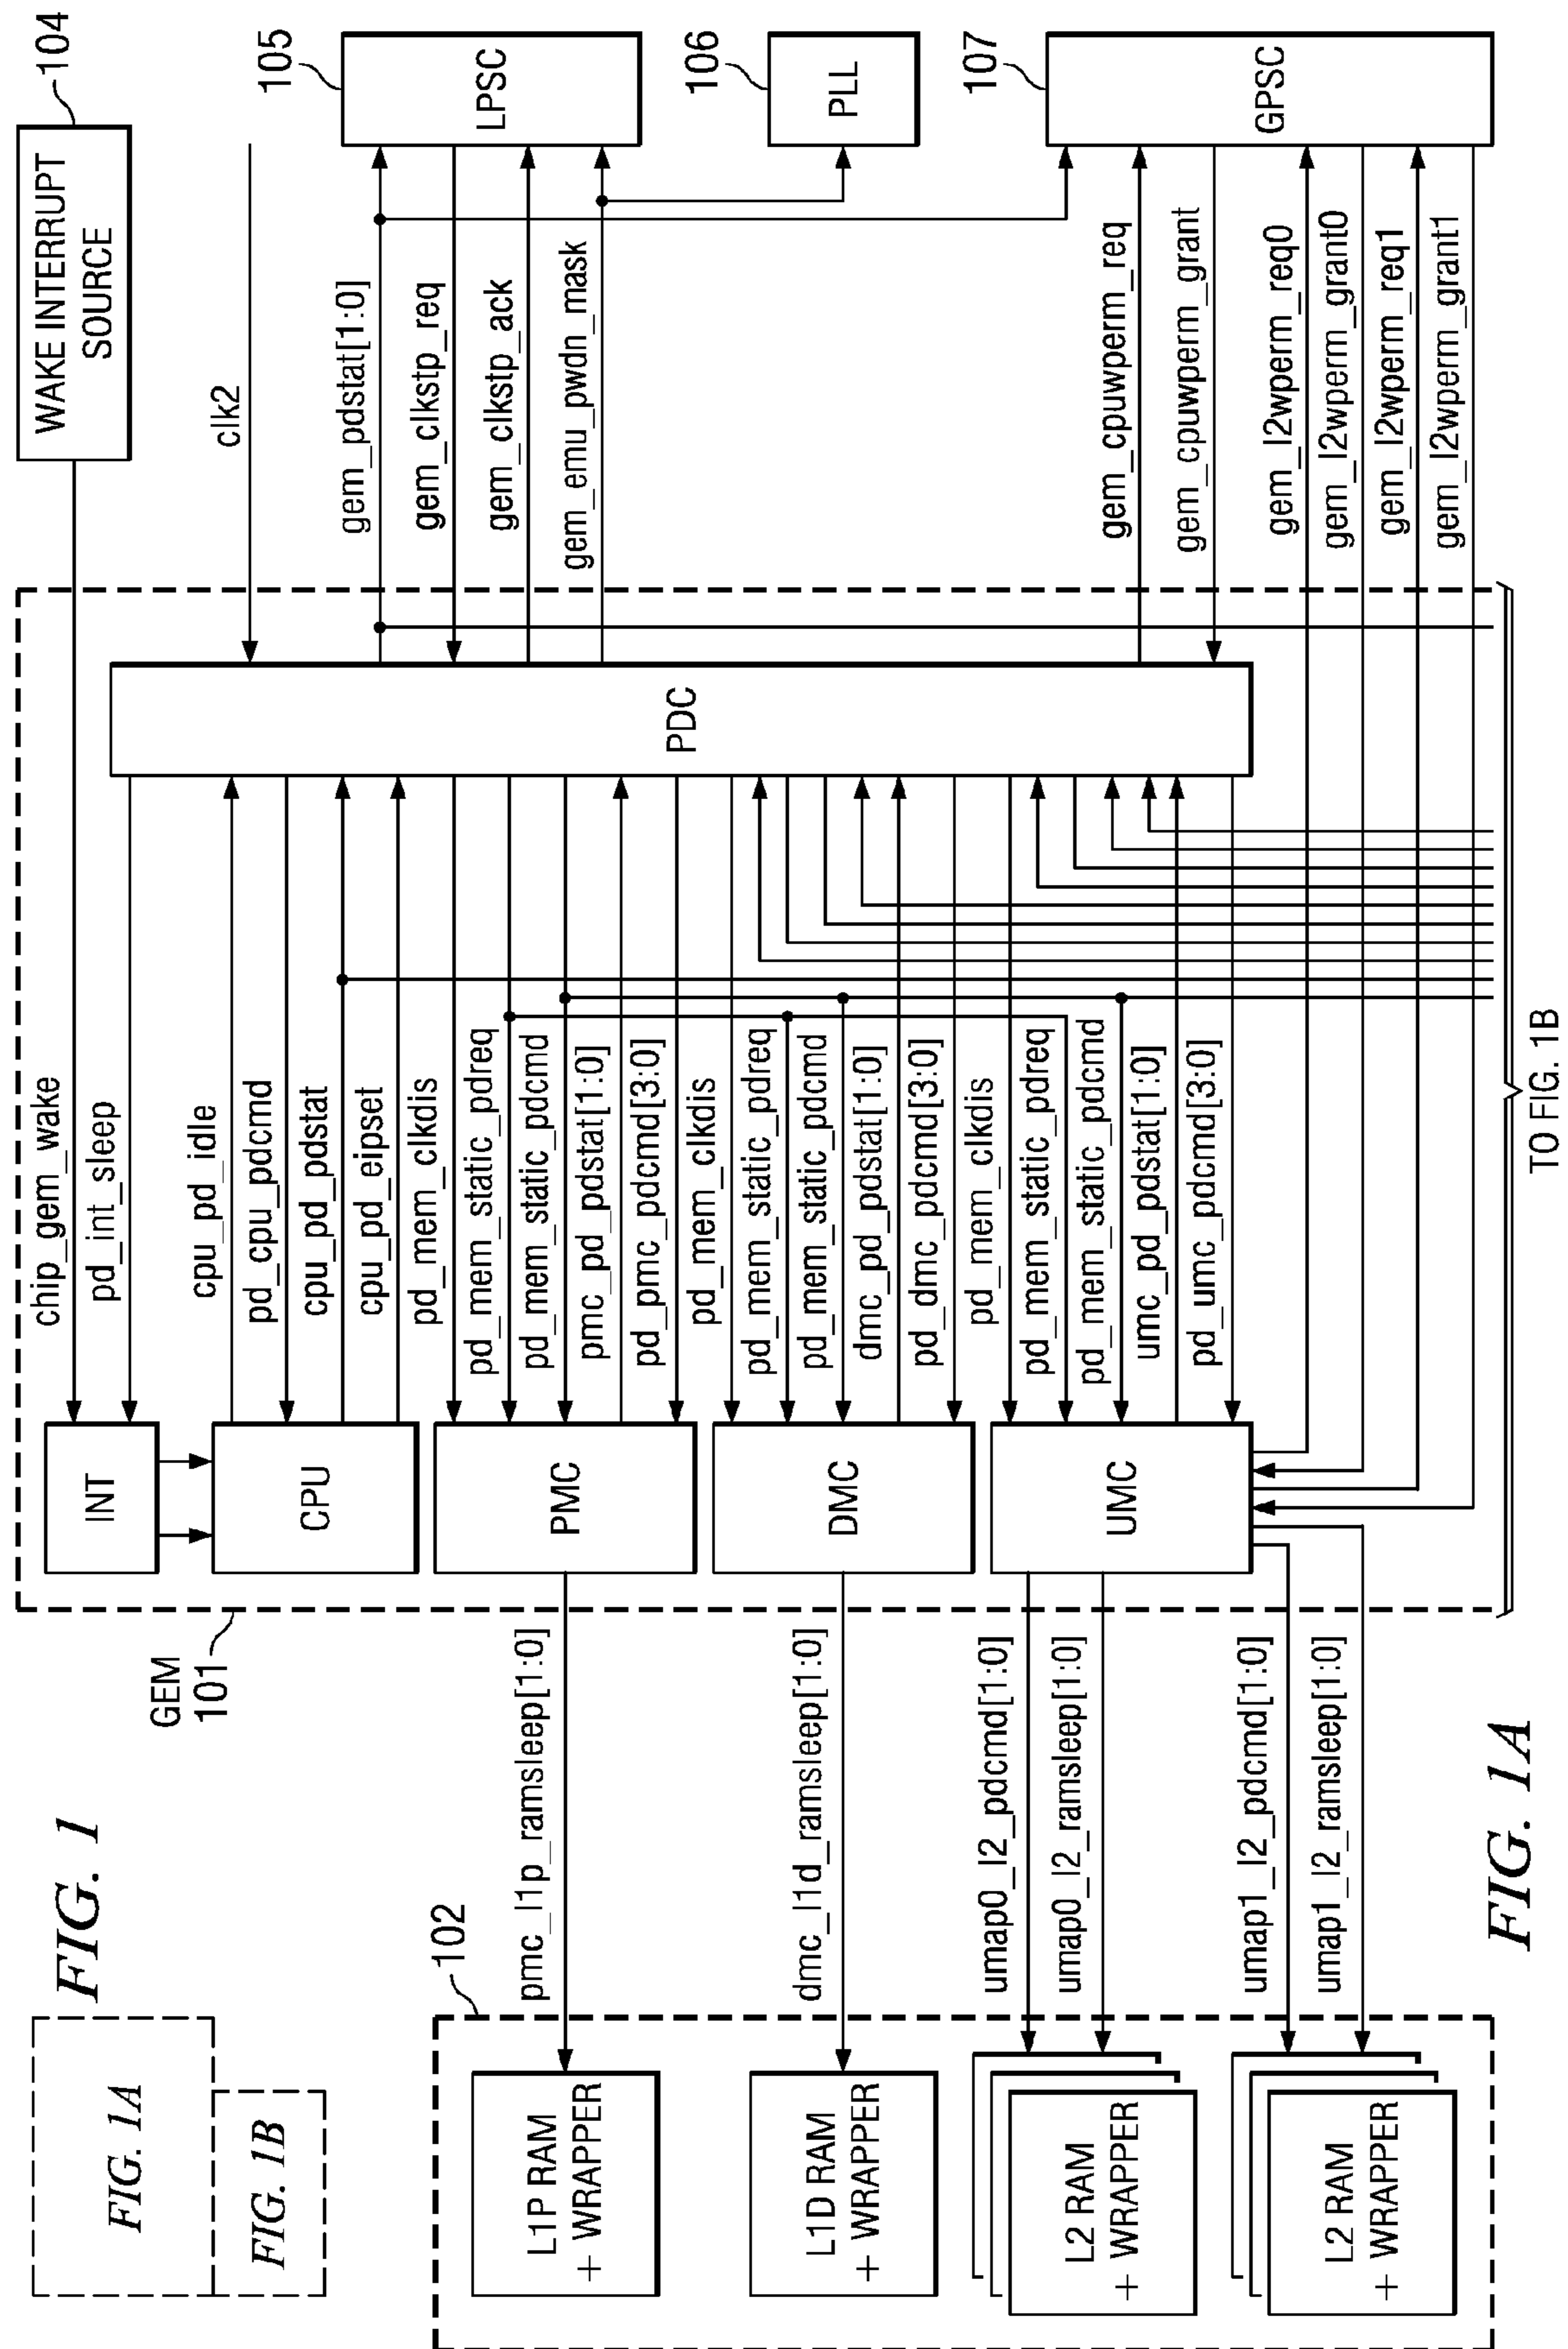 FIG. 1
FIG. 1A
FIG. 1B
WAKE INTERRUPT
SOURCE
104
LPSC
105
PLL
106
GPSC
107
clk2
gem_pdstat[1:0]
gem_clkstp_req
gem_clkstp_ack
gem_emu_pwdn_mask
gem_cpuwperm_req
gem_cpuwperm_grant
gem_l2wperm_req0
gem_l2wperm_grant0
gem_l2wperm_req1
gem_l2wperm_grant1
GEM
101
PDC
chip_gem_wake
pd_int_sleep
cpu_pd_idle
pd_cpu_pdcmd
cpu_pd_pdstat
cpu_pd_eipset
pd_mem_clkdis
pd_mem_static_pdreq
pd_mem_static_pdcmd
pmc_pd_pdstat[1:0]
pd_pmc_pdcmd[3:0]
pd_mem_clkdis
pd_mem_static_pdreq
pd_mem_static_pdcmd
dmc_pd_pdstat[1:0]
pd_dmc_pdcmd[3:0]
pd_mem_clkdis
pd_mem_static_pdreq
pd_mem_static_pdcmd
umc_pd_pdstat[1:0]
pd_umc_pdcmd[3:0]
INT
CPU
PMC
DMC
UMC
102
pmc_l1p_ramsleep[1:0]
dmc_l1d_ramsleep[1:0]
umap0_l2_pdcmd[1:0]
umap0_l2_ramsleep[1:0]
umap1_l2_pdcmd[1:0]
umap1_l2_ramsleep[1:0]
L1P RAM
+ WRAPPER
L1D RAM
+ WRAPPER
L2 RAM
+ WRAPPER
L2 RAM
+ WRAPPER
TO FIG. 1B
FIG. 1A